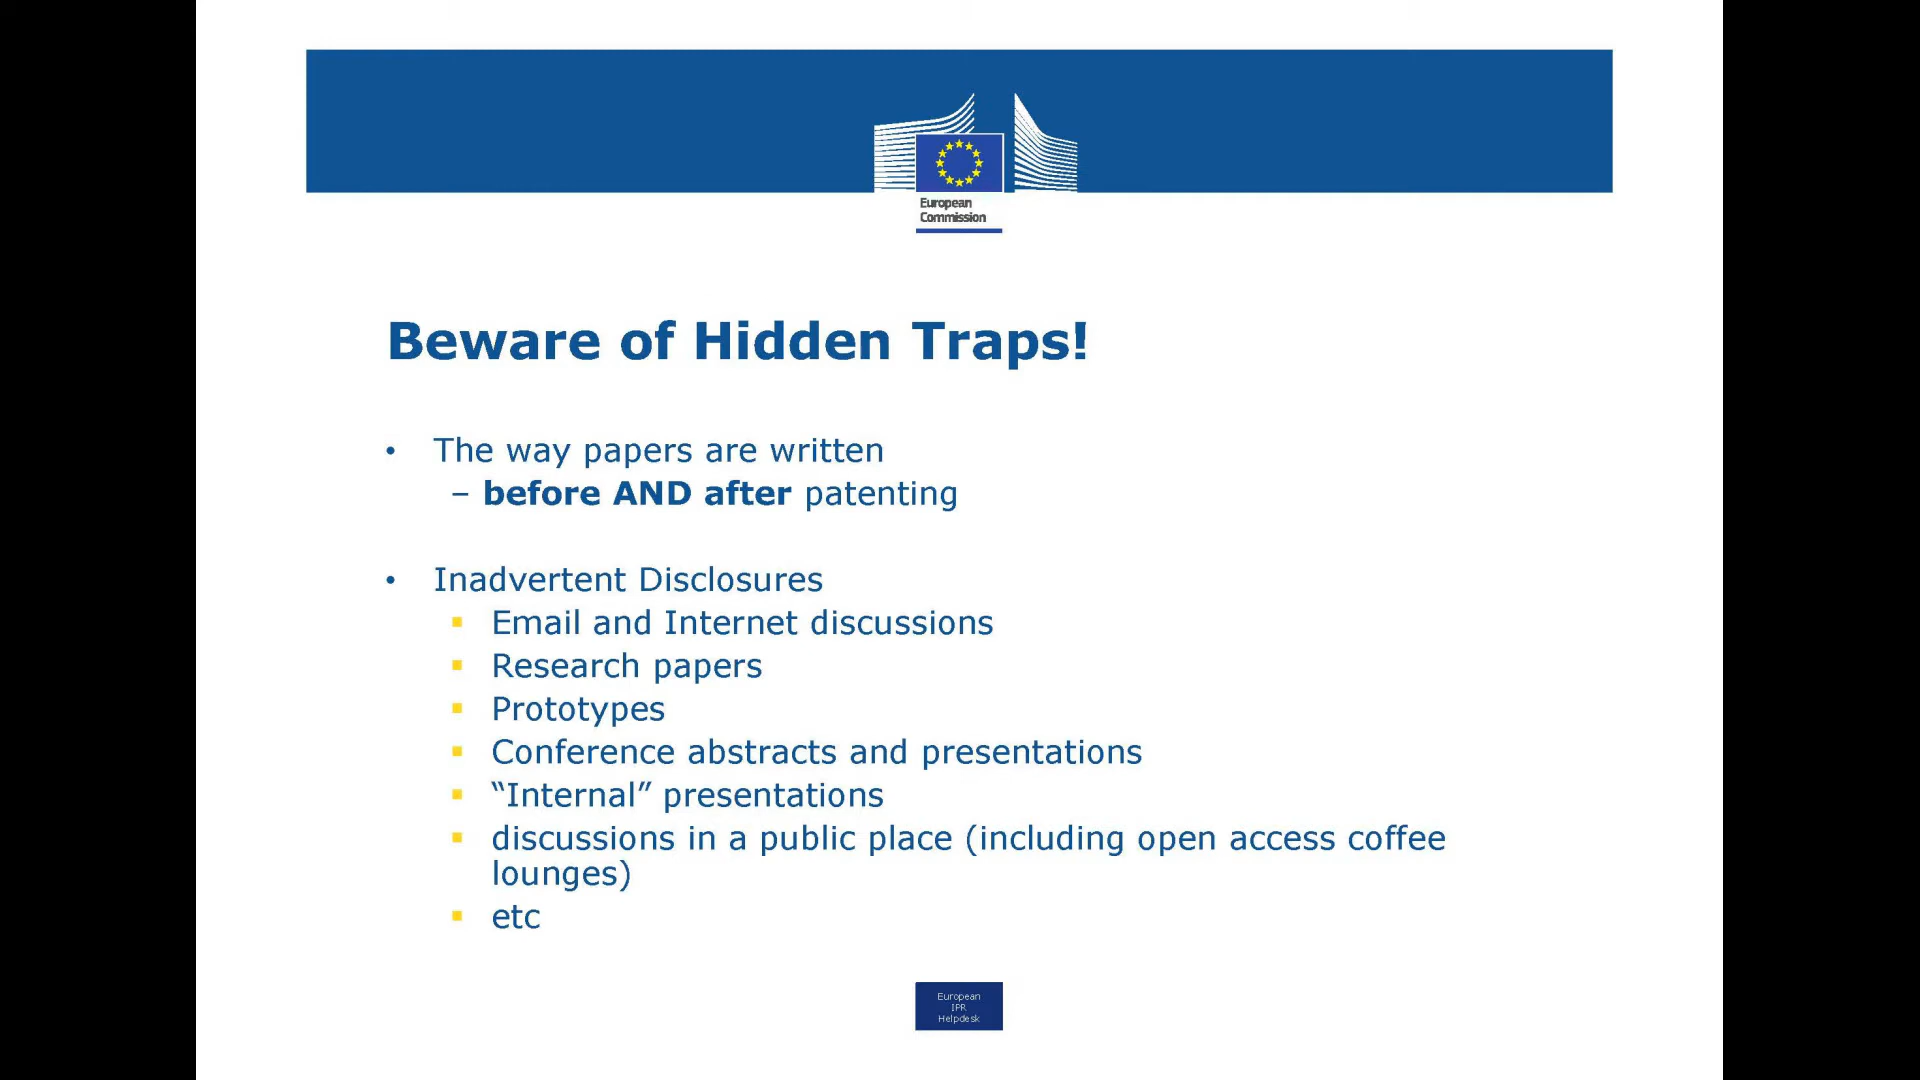 European
Commission
Beware of Hidden Traps!
• The way papers are written
– before AND after patenting
• Inadvertent Disclosures
▪ Email and Internet discussions
▪ Research papers
▪ Prototypes
▪ Conference abstracts and presentations
▪ “Internal” presentations
▪ discussions in a public place (including open access coffee
lounges)
▪ etc
European
IPR
Helpdesk